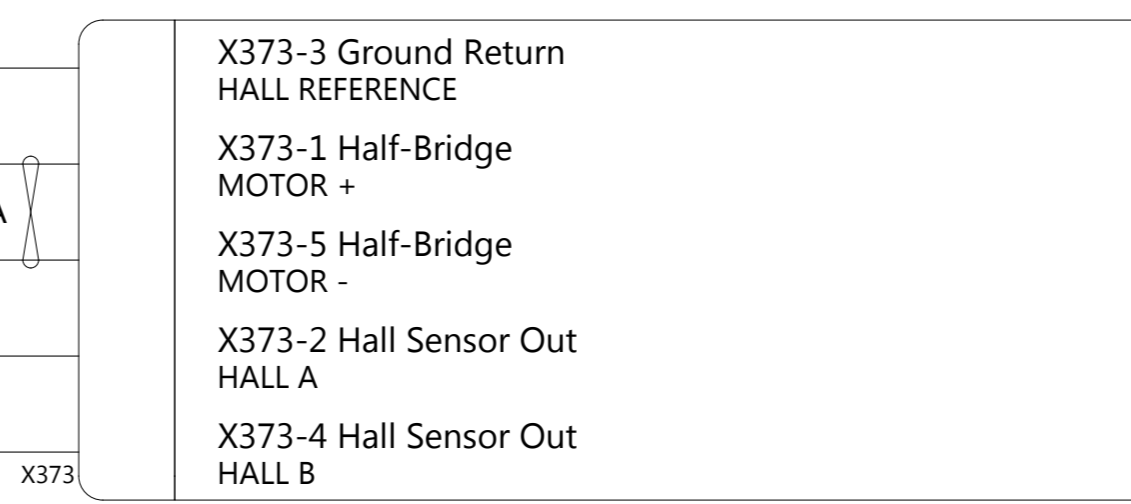 X373-3 Ground Return
HALL REFERENCE
X373-1 Half-Bridge
MOTOR +
X373-5 Half-Bridge
MOTOR -
X373-2 Hall Sensor Out
HALL A
X373-4 Hall Sensor Out
HALL B
X373